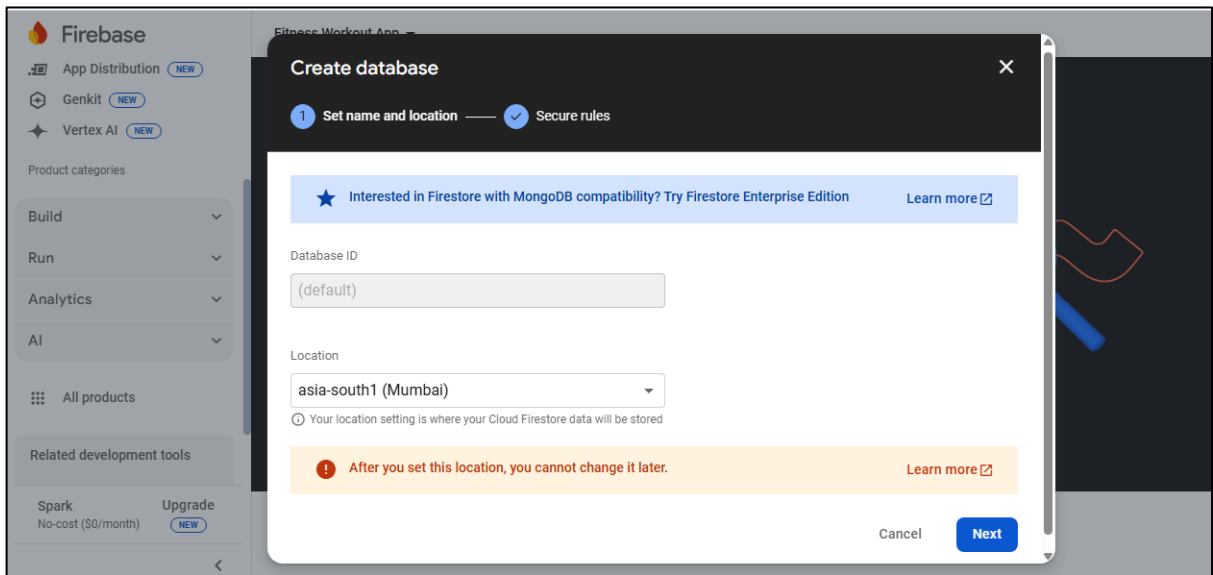 Firebase
App Distribution NEW
Genkit NEW
Vertex AI NEW
Product categories
Build
Run
Analytics
AI
All products
Related development tools
Spark
No-cost ($0/month)
Upgrade
NEW
Fitness Workout App
Create database
1 Set name and location
Secure rules
Interested in Firestore with MongoDB compatibility? Try Firestore Enterprise Edition Learn more
Database ID
(default)
Location
asia-south1 (Mumbai)
Your location setting is where your Cloud Firestore data will be stored
After you set this location, you cannot change it later. Learn more
Cancel Next